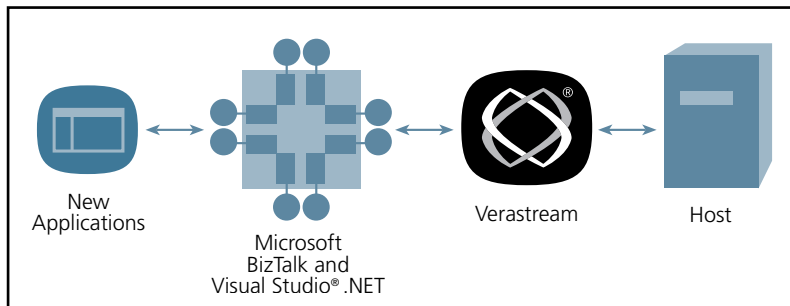 New
Applications
Microsoft
BizTalk and
Visual Studio® .NET
®
Verastream
Host